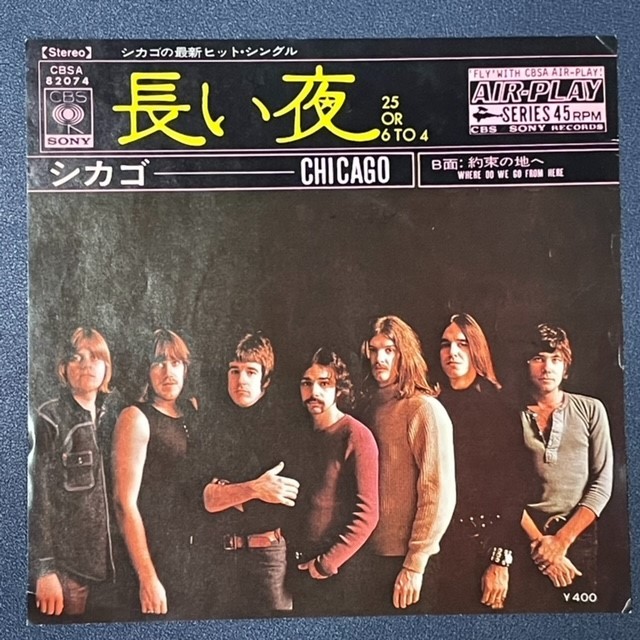 【Stereo】
シカゴの最新ヒット・シングル
CBSA
82074
CBS
SONY
長い夜
25
OR
6 TO 4
"FLY" WITH CBSA AIR-PLAY!
AIR-PLAY
SERIES 45 RPM
CBS SONY RECORDS
シカゴ——CHICAGO
B面:約束の地へ
WHERE DO WE GO FROM HERE
¥400